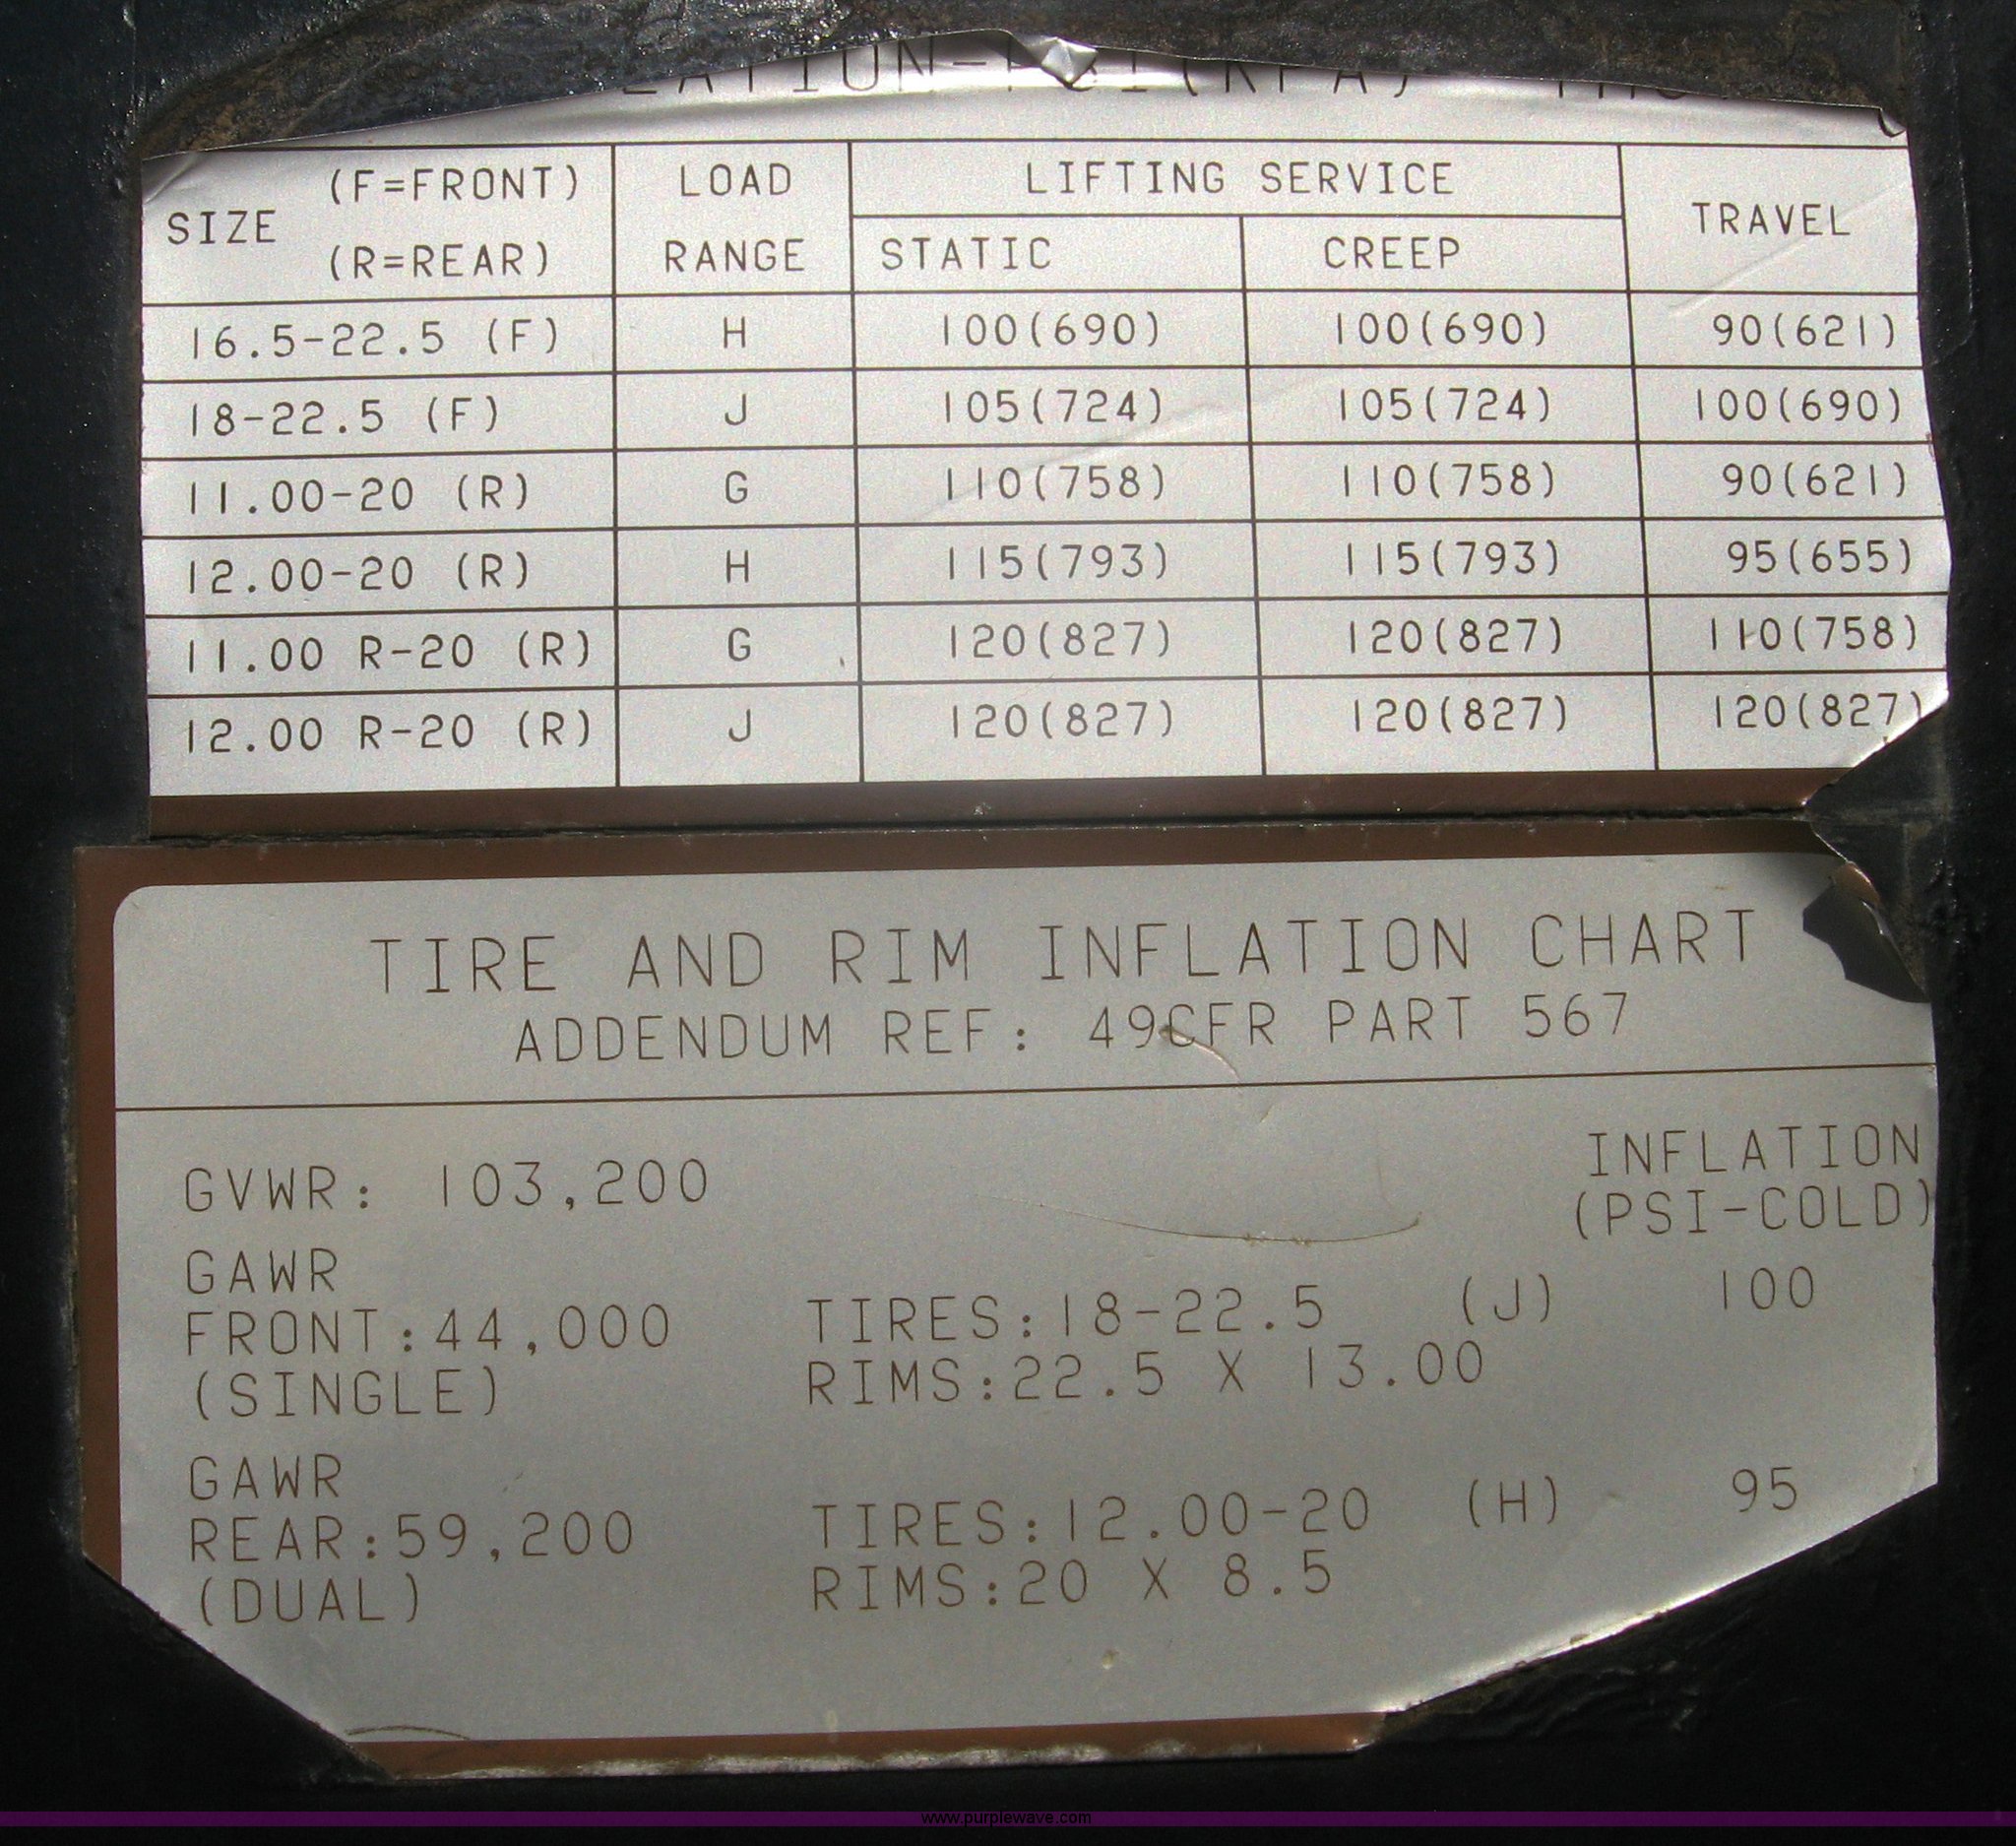 SIZE (F=FRONT) (R=REAR) LOAD RANGE LIFTING SERVICE STATIC CREEP TRAVEL
16.5-22.5 (F) H 100(690) 100(690) 90(621)
18-22.5 (F) J 105(724) 105(724) 100(690)
11.00-20 (R) G 110(758) 110(758) 90(621)
12.00-20 (R) H 115(793) 115(793) 95(655)
11.00 R-20 (R) G 120(827) 120(827) 110(758)
12.00 R-20 (R) J 120(827) 120(827) 120(827)
TIRE AND RIM INFLATION CHART
ADDENDUM REF: 49CFR PART 567
INFLATION
GVWR: 103,200 (PSI-COLD)
GAWR
FRONT:44,000 TIRES:18-22.5 (J) 100
(SINGLE) RIMS:22.5 X 13.00
GAWR
REAR:59,200 TIRES:12.00-20 (H) 95
(DUAL) RIMS:20 X 8.5
www.purplewave.com